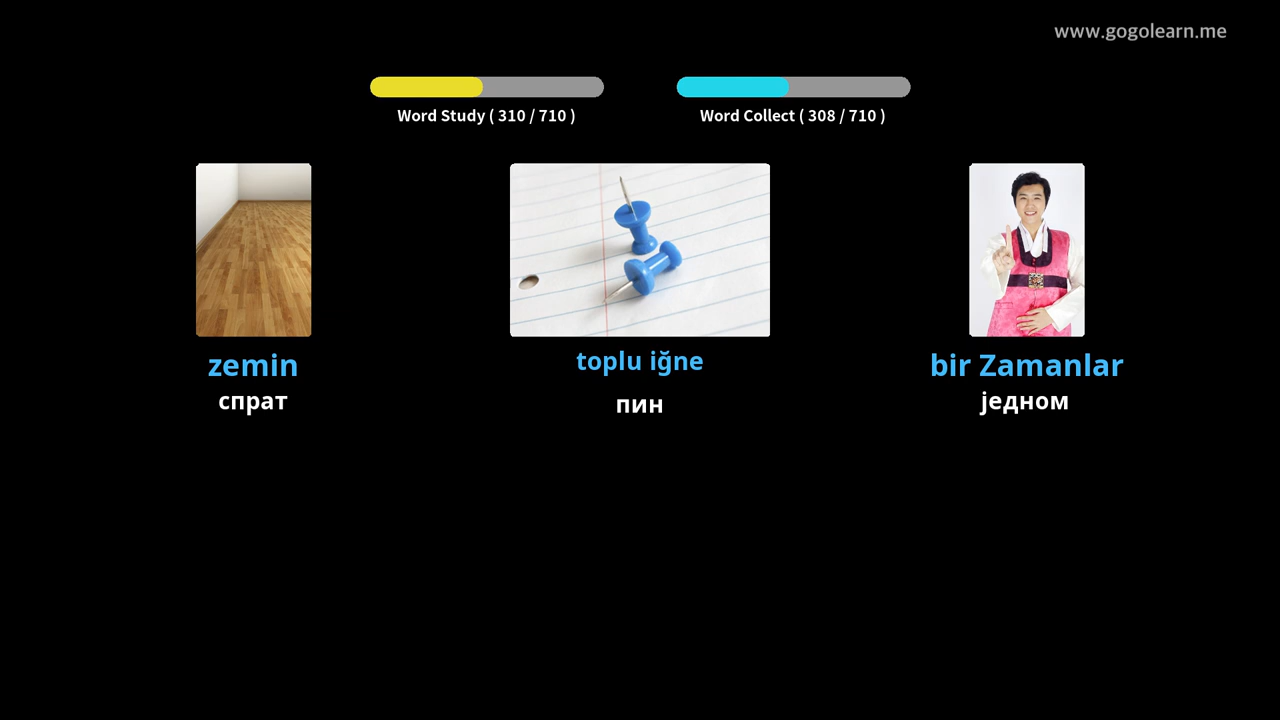 www.gogolearn.me
Word Study ( 310 / 710 )
Word Collect ( 308 / 710 )
zemin
спрат
toplu iğne
пин
bir Zamanlar
једном